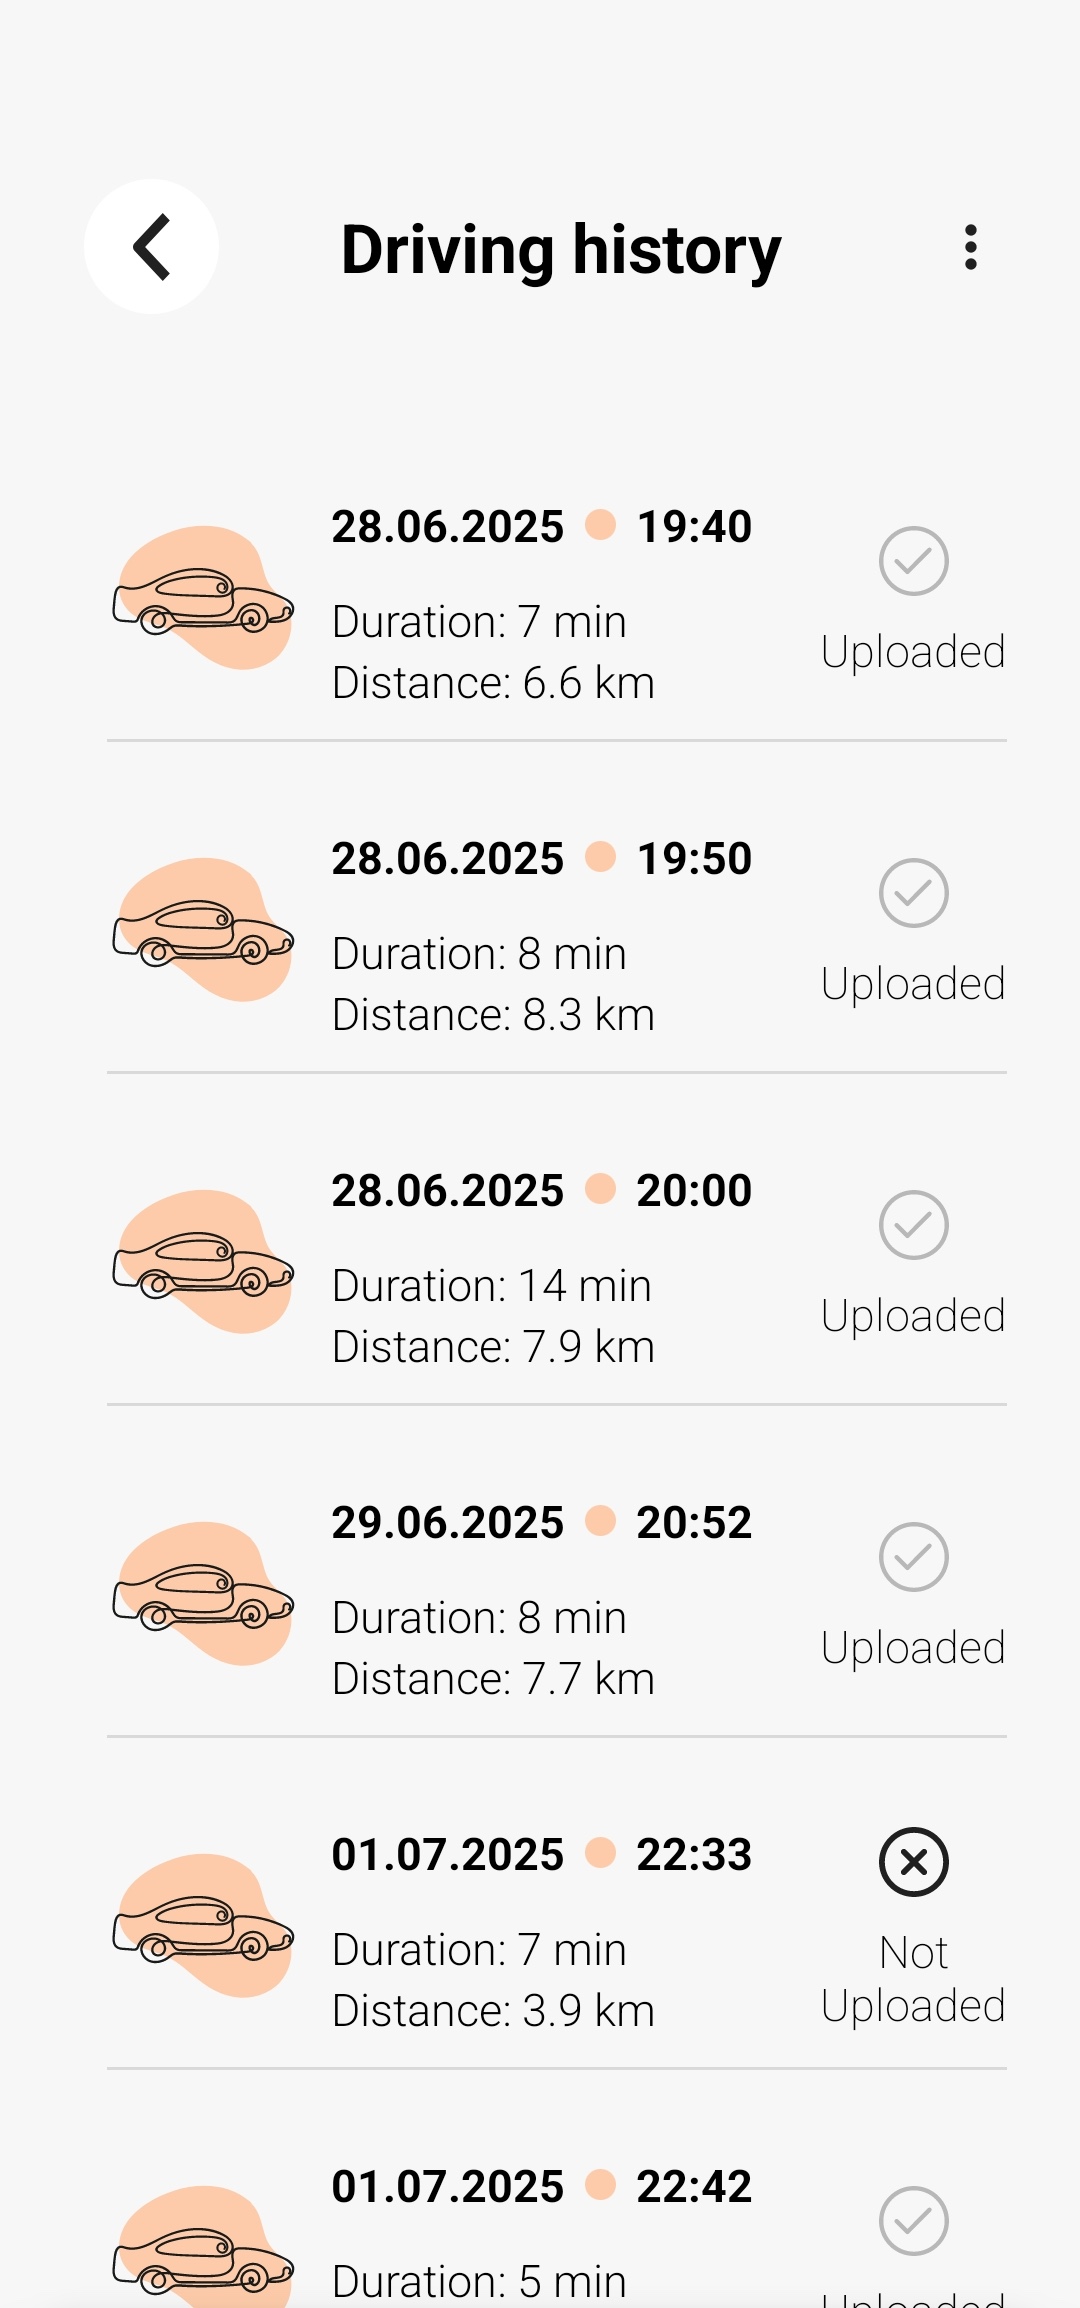 Driving history
28.06.2025 19:40
Duration: 7 min
Distance: 6.6 km
Uploaded
28.06.2025 19:50
Duration: 8 min
Distance: 8.3 km
Uploaded
28.06.2025 20:00
Duration: 14 min
Distance: 7.9 km
Uploaded
29.06.2025 20:52
Duration: 8 min
Distance: 7.7 km
Uploaded
01.07.2025 22:33
Duration: 7 min
Distance: 3.9 km
Not
Uploaded
01.07.2025 22:42
Duration: 5 min
Uploaded